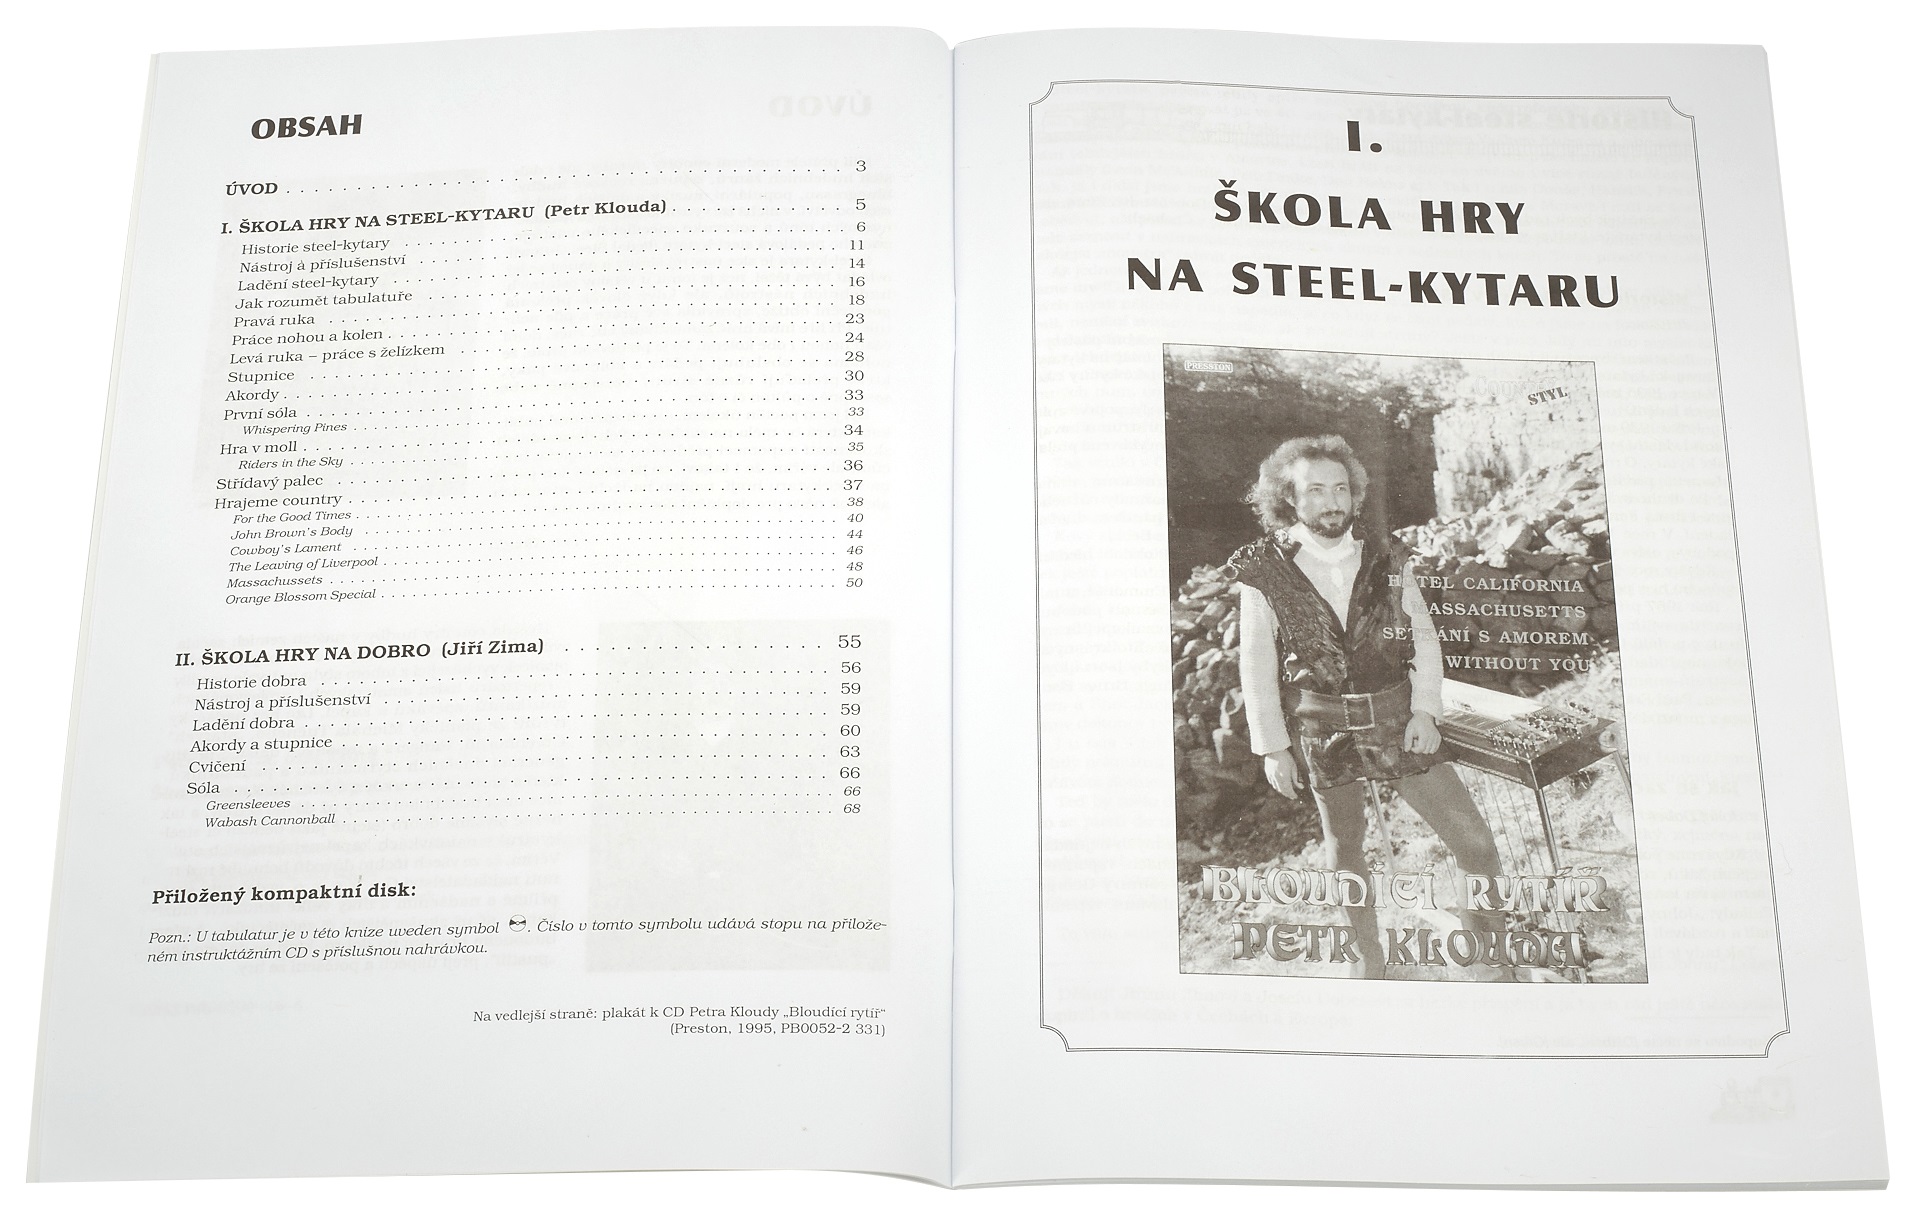 OBSAH
ÚVOD . . . . . . . . . . 3
I. ŠKOLA HRY NA STEEL-KYTARU (Petr Klouda) . . . . . . . . . . 5
Historie steel-kytary . . . . . . . . . . 6
Nástroj a příslušenství . . . . . . . . . . 11
Ladění steel-kytary . . . . . . . . . . 14
Jak rozumět tabulatuře . . . . . . . . . . 16
Pravá ruka . . . . . . . . . . 18
Práce nohou a kolen . . . . . . . . . . 23
Levá ruka – práce s želízkem . . . . . . . . . . 24
Stupnice . . . . . . . . . . 28
Akordy . . . . . . . . . . 30
První sóla . . . . . . . . . . 33
Whispering Pines . . . . . . . . . . 33
Hra v moll . . . . . . . . . . 34
Riders in the Sky . . . . . . . . . . 35
Střídavý palec . . . . . . . . . . 36
Hrajeme country . . . . . . . . . . 37
For the Good Times . . . . . . . . . . 38
John Brown's Body . . . . . . . . . . 40
Cowboy's Lament . . . . . . . . . . 44
The Leaving of Liverpool . . . . . . . . . . 46
Massachussets . . . . . . . . . . 48
Orange Blossom Special . . . . . . . . . . 50
II. ŠKOLA HRY NA DOBRO (Jiří Zima) . . . . . . . . . . 55
Historie dobra . . . . . . . . . . 56
Nástroj a příslušenství . . . . . . . . . . 59
Ladění dobra . . . . . . . . . . 59
Akordy a stupnice . . . . . . . . . . 60
Cvičení . . . . . . . . . . 63
Sóla . . . . . . . . . . 66
Greensleeves . . . . . . . . . . 66
Wabash Cannonball . . . . . . . . . . 68
Přiložený kompaktní disk:
Pozn.: U tabulatur je v této knize uveden symbol . Číslo v tomto symbolu udává stopu na přilože-
ném instruktážním CD s příslušnou nahrávkou.
Na vedlejší straně: plakát k CD Petra Kloudy „Bloudící rytíř“
(Preston, 1995, PB0052-2 331)
I.
ŠKOLA HRY
NA STEEL-KYTARU
PRESSTON
STYL
HOTEL CALIFORNIA
MASSACHUSETTS
SETKÁNÍ S AMOREM
WITHOUT YOU
BLOUDÍCÍ RYTÍŘ
PETR KLOUDA